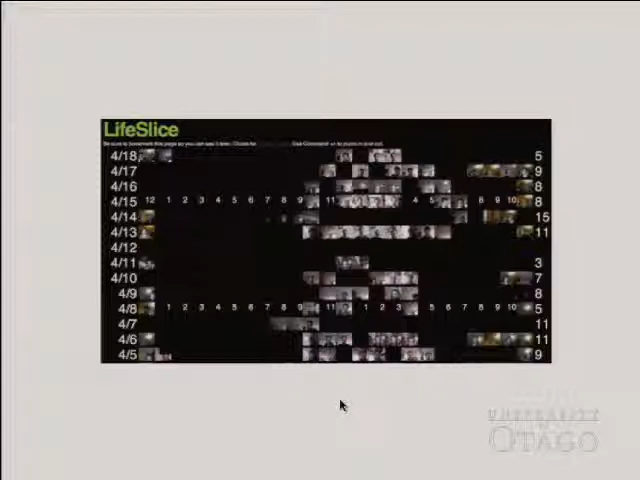 LifeSlice
4/18 5
4/17 9
4/16 8
4/15 12 1 2 3 4 5 6 7 8 9 11 4 5 6 8 9 10 8
4/14 15
4/13 11
4/12
4/11 3
4/10 7
4/9 8
4/8 1 2 3 4 5 6 7 8 9 11 1 2 3 5 6 7 8 9 10 5
4/7 11
4/6 11
4/5 9
UNIVERSITY
OTAGO